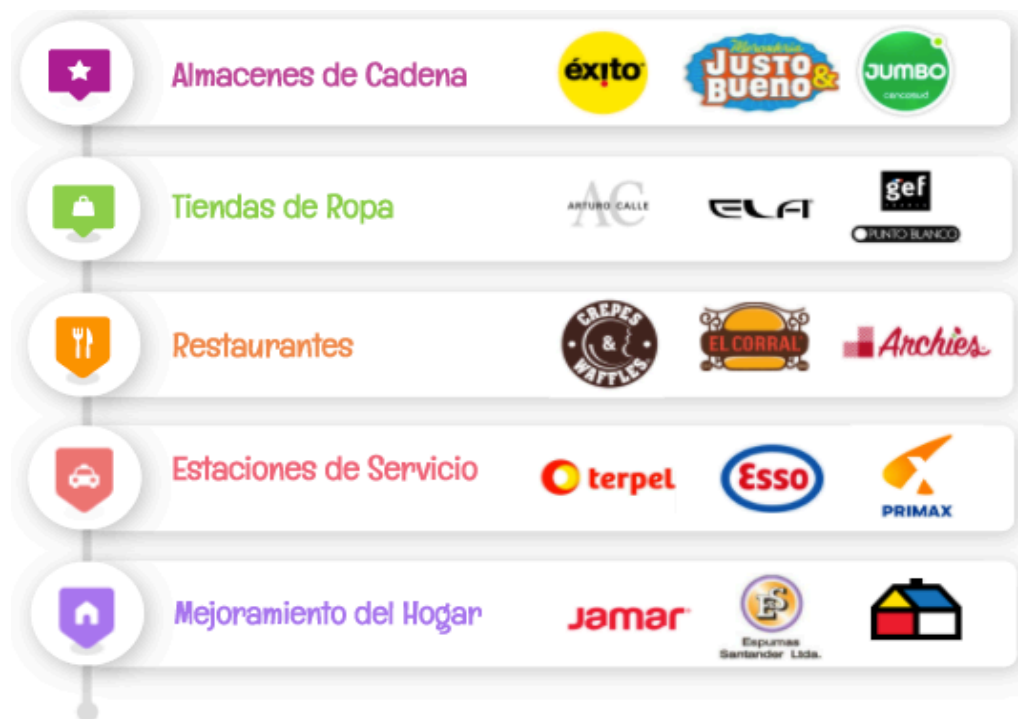 Almacenes de Cadena
éxito
Mercadería
JUSTO &
BUENO
JUMBO
cencosud
Tiendas de Ropa
AC
ARTURO CALLE
ELA
gef
FRANCE
PUNTO BLANCO
Restaurantes
CREPES
&
WAFFLES
EL CORRAL
Archies
Estaciones de Servicio
terpel
Esso
PRIMAX
Mejoramiento del Hogar
Jamar
ES
Espumas
Santander Ltda.